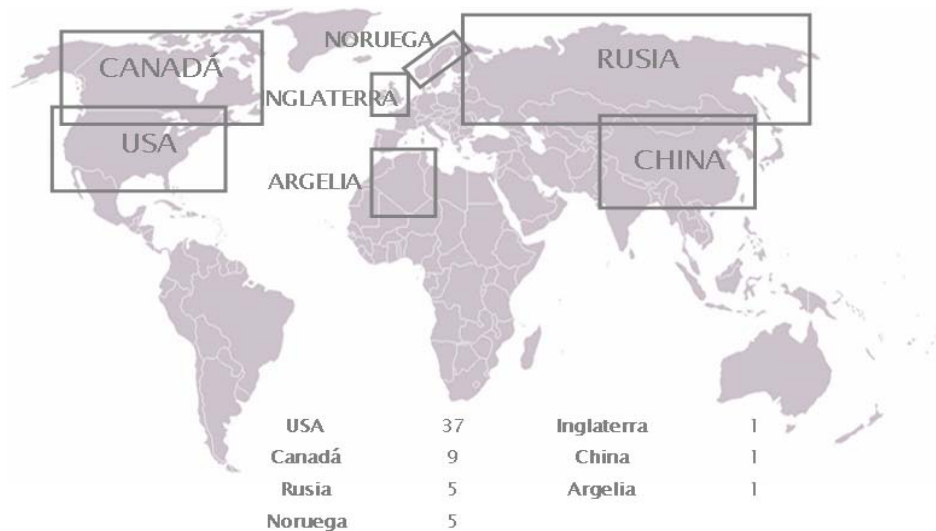 NORUEGA
RUSIA
CANADÁ
NGLATERRA
USA
CHINA
ARGELIA
USA 37 Inglaterra 1
Canadá 9 China 1
Rusia 5 Argelia 1
Noruega 5